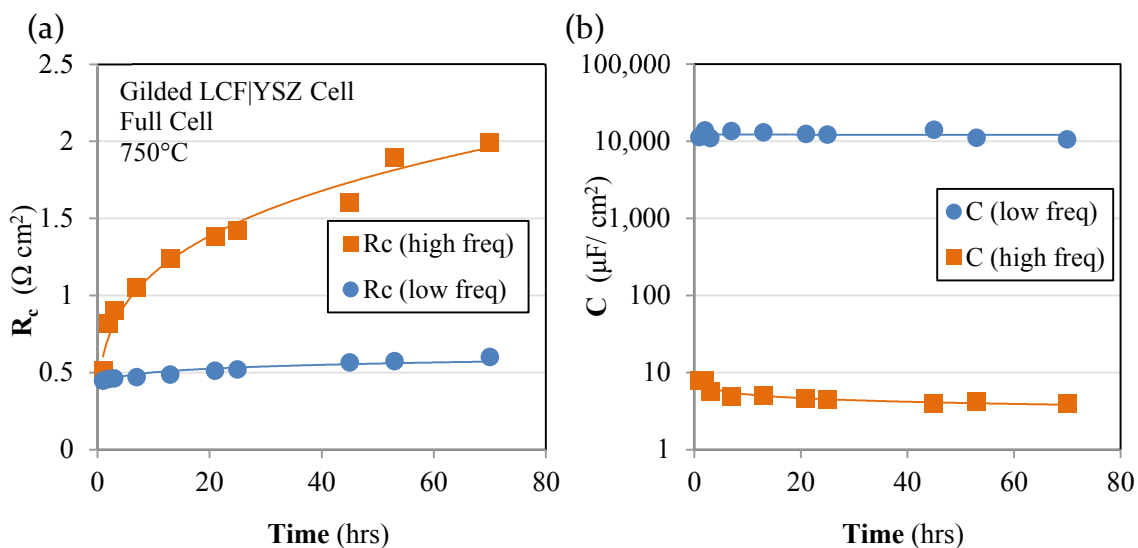 (a)
2.5
2
1.5
1
0.5
0
R_c (Ω cm²)
Gilded LCF|YSZ Cell
Full Cell
750°C
Rc (high freq)
Rc (low freq)
0 20 40 60 80
Time (hrs)
(b)
100,000
10,000
1,000
100
10
1
C (µF/ cm²)
C (low freq)
C (high freq)
0 20 40 60 80
Time (hrs)